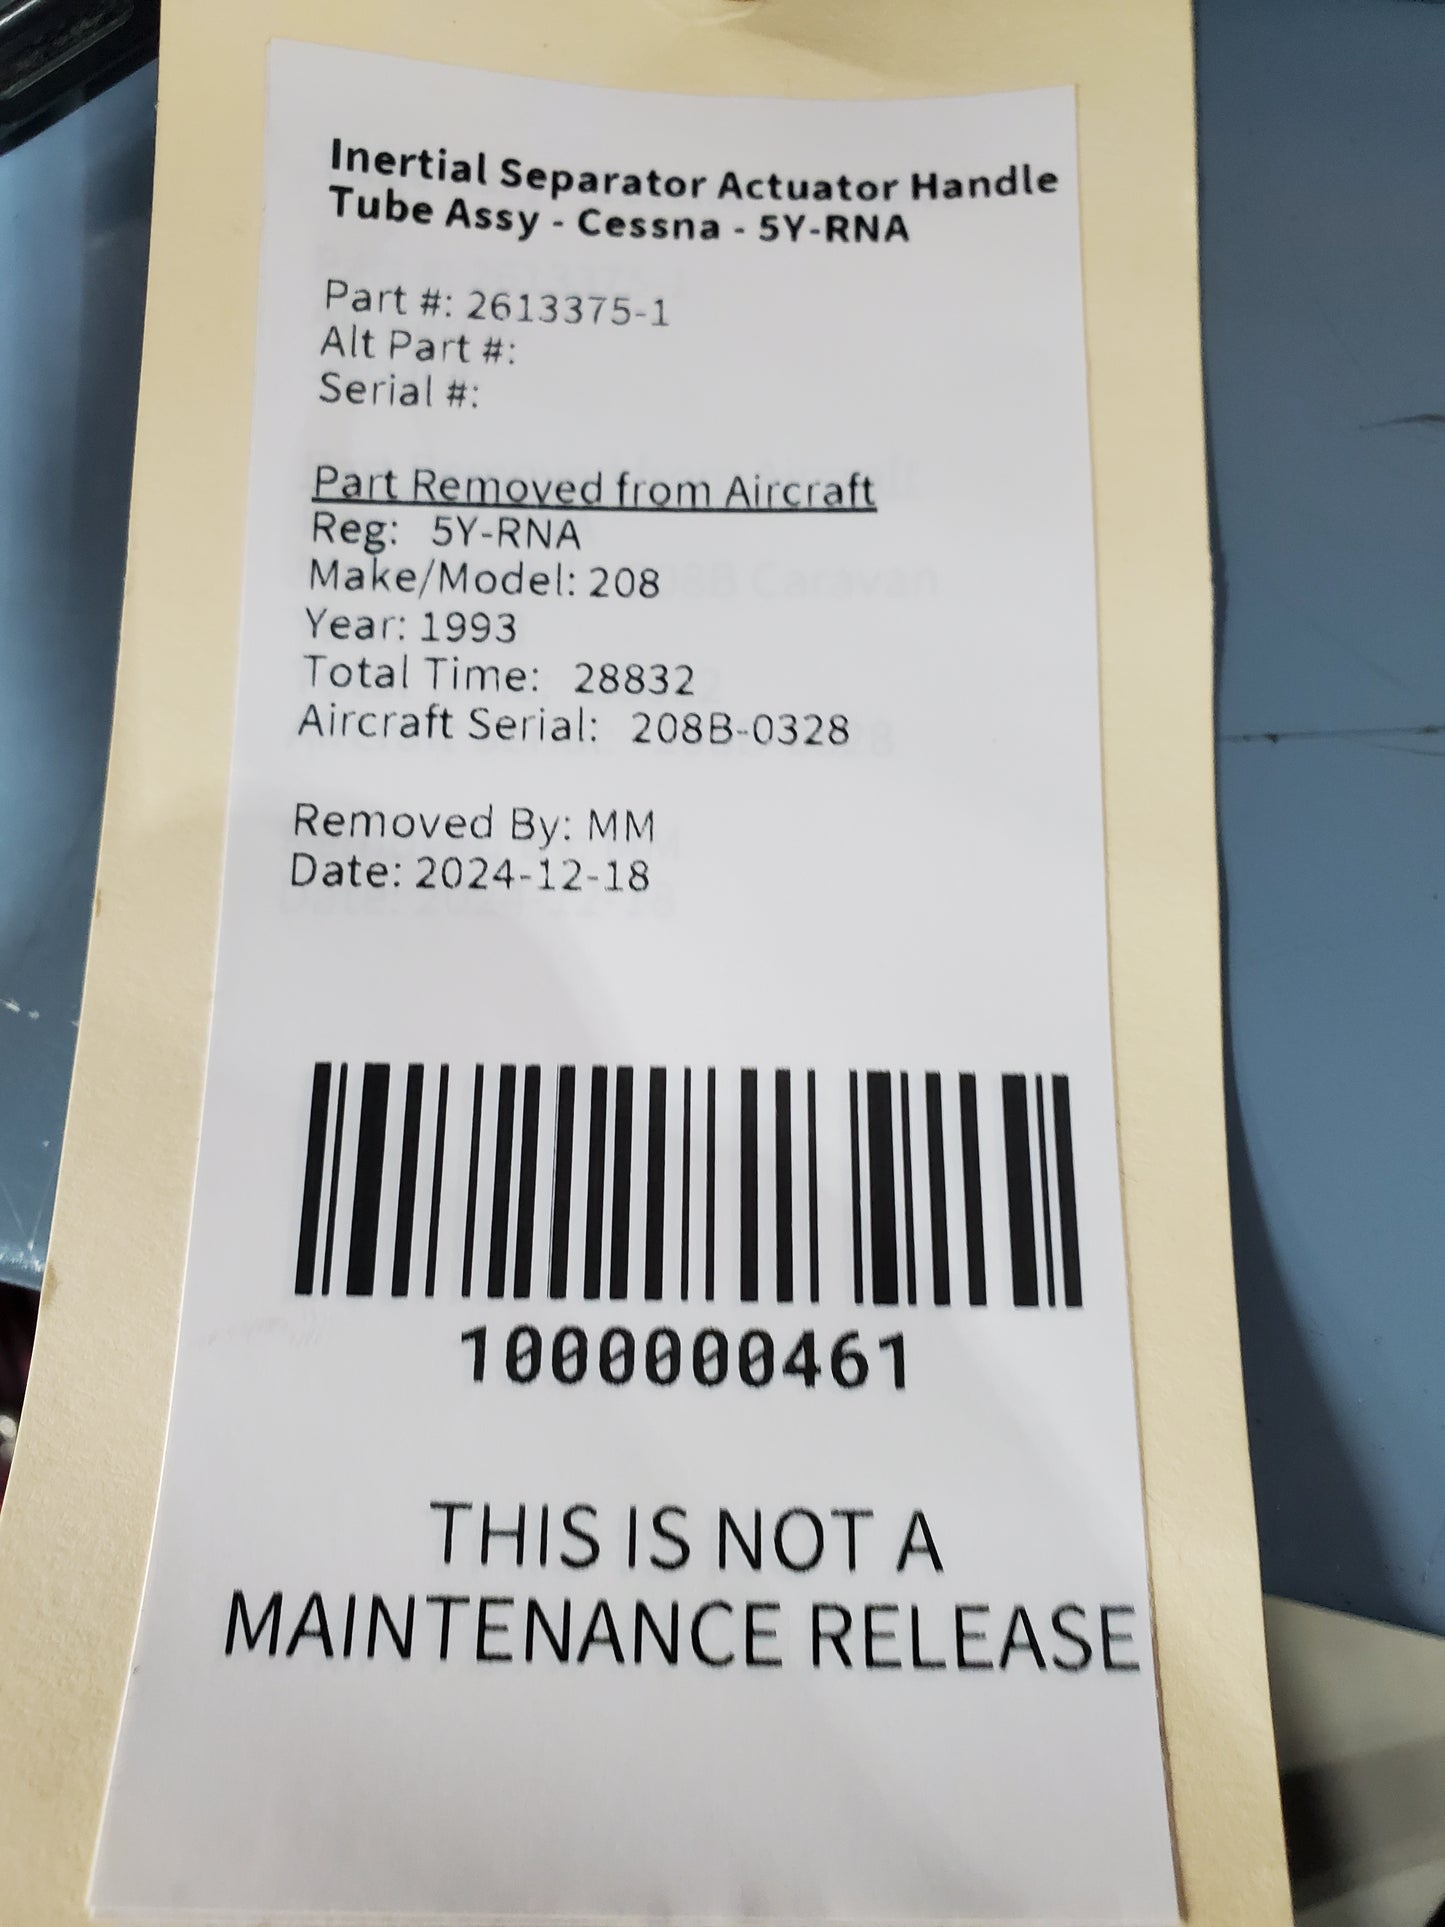 Inertial Separator Actuator Handle
Tube Assy - Cessna - 5Y-RNA
Part #: 2613375-1
Alt Part #:
Serial #:
Part Removed from Aircraft
Reg: 5Y-RNA
Make/Model: 208
Year: 1993
Total Time: 28832
Aircraft Serial: 208B-0328
Removed By: MM
Date: 2024-12-18
1000000461
THIS IS NOT A
MAINTENANCE RELEASE